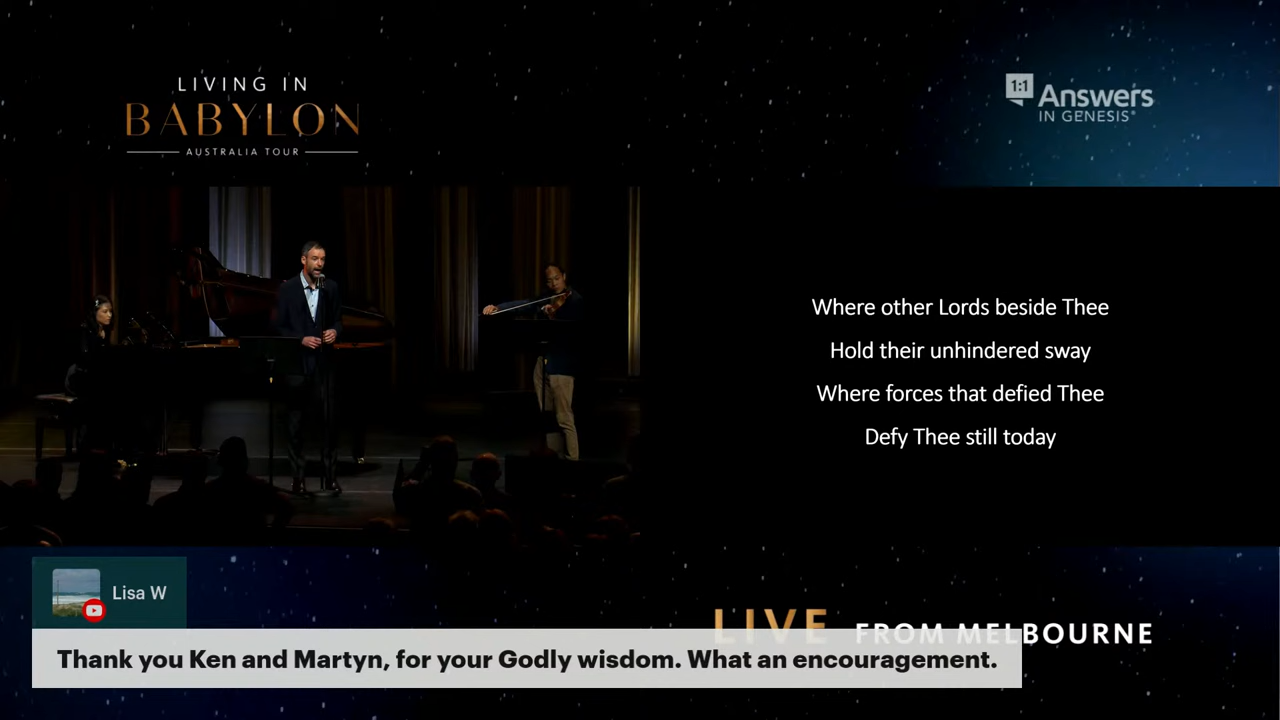 LIVING IN
BABYLON
AUSTRALIA TOUR
1:1
Answers
IN GENESIS®
Where other Lords beside Thee
Hold their unhindered sway
Where forces that defied Thee
Defy Thee still today
Lisa W
LIVE FROM MELBOURNE
Thank you Ken and Martyn, for your Godly wisdom. What an encouragement.